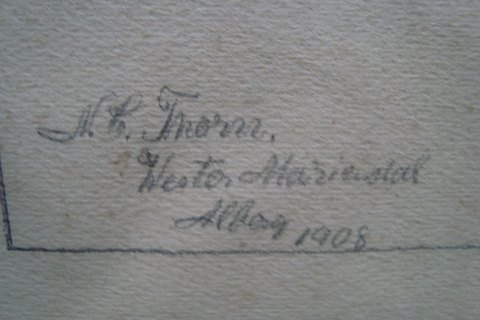 N. C. Thorn.
Vester Mariendal
Alborg 1908